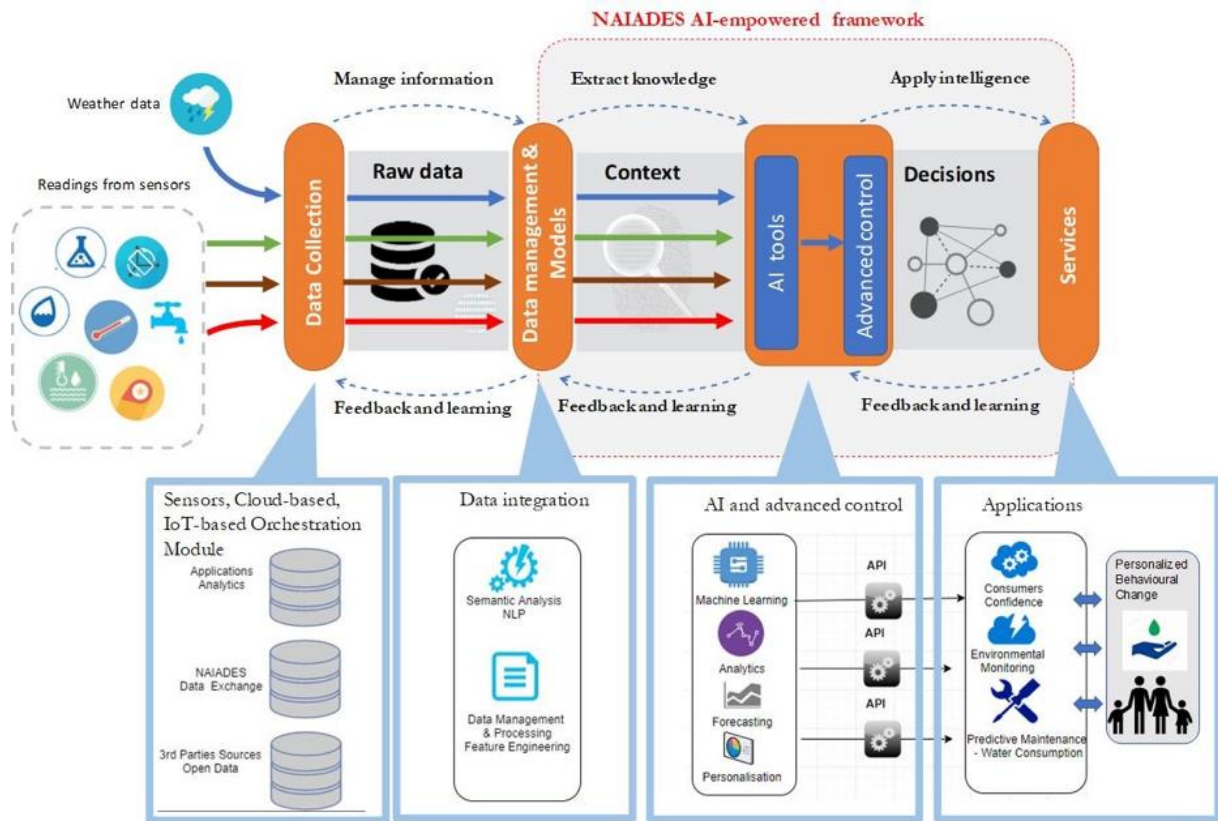 NAIADES AI-empowered framework
Manage information
Extract knowledge
Apply intelligence
Weather data
Readings from sensors
Data Collection
Raw data
Data management &
Models
Context
AI tools
Advanced control
Decisions
Services
Feedback and learning
Feedback and learning
Feedback and learning
Sensors, Cloud-based,
IoT-based Orchestration
Module
Applications
Analytics
NAIADES
Data Exchange
3rd Parties Sources
Open Data
Data integration
Semantic Analysis
NLP
Data Management
& Processing
Feature Engineering
AI and advanced control
Machine Learning
Analytics
Forecasting
Personalisation
API
API
API
Applications
Consumers
Confidence
Environmental
Monitoring
Predictive Maintenance
- Water Consumption
Personalized
Behavioural
Change